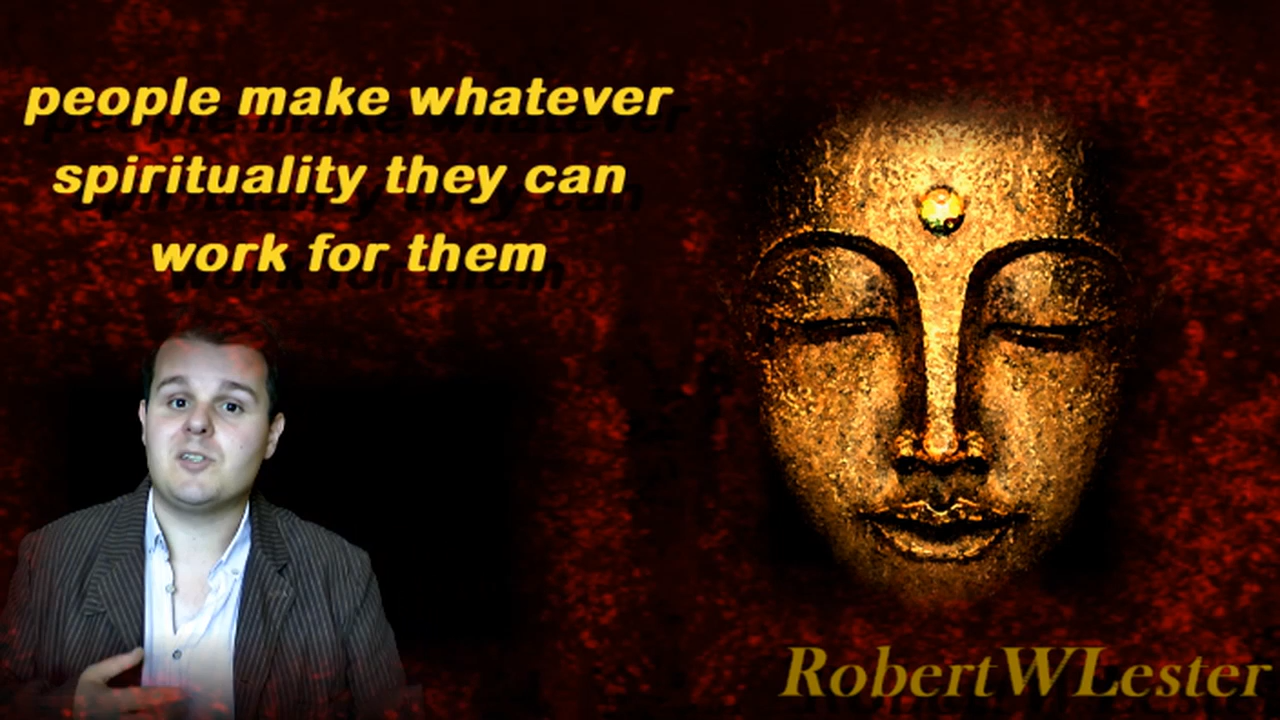 people make whatever
spirituality they can
work for them
RobertWLester